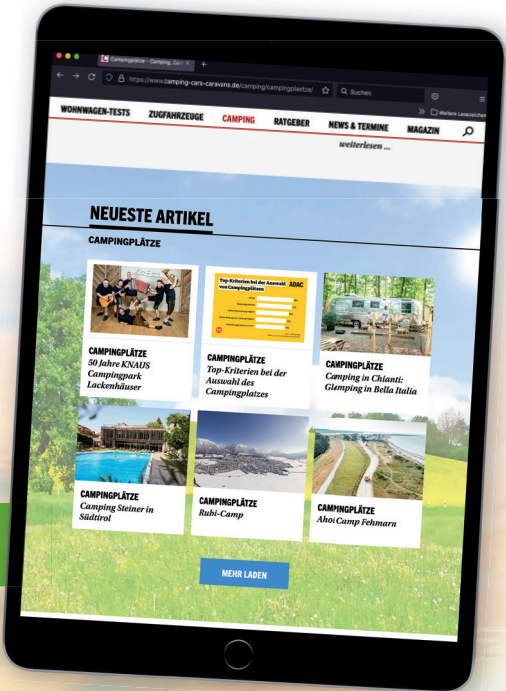 Campingplätze - Camping, Cars
https://www.camping-cars-caravans.de/camping/campingplaetze/
Suchen
Weitere Lesezeichen
WOHNWAGEN-TESTS ZUGFAHRZEUGE CAMPING RATGEBER NEWS & TERMINE MAGAZIN
weiterlesen ...
NEUESTE ARTIKEL
CAMPINGPLÄTZE
Top-Kriterien bei der Auswahl ADAC
von Campingplätzen
CAMPINGPLÄTZE
50 Jahre KNAUS
Campingpark
Lackenhäuser
CAMPINGPLÄTZE
Top-Kriterien bei der
Auswahl des
Campingplatzes
CAMPINGPLÄTZE
Camping in Chianti:
Glamping in Bella Italia
CAMPINGPLÄTZE
Camping Steiner in
Südtirol
CAMPINGPLÄTZE
Rubi-Camp
CAMPINGPLÄTZE
Ahoi Camp Fehmarn
MEHR LADEN